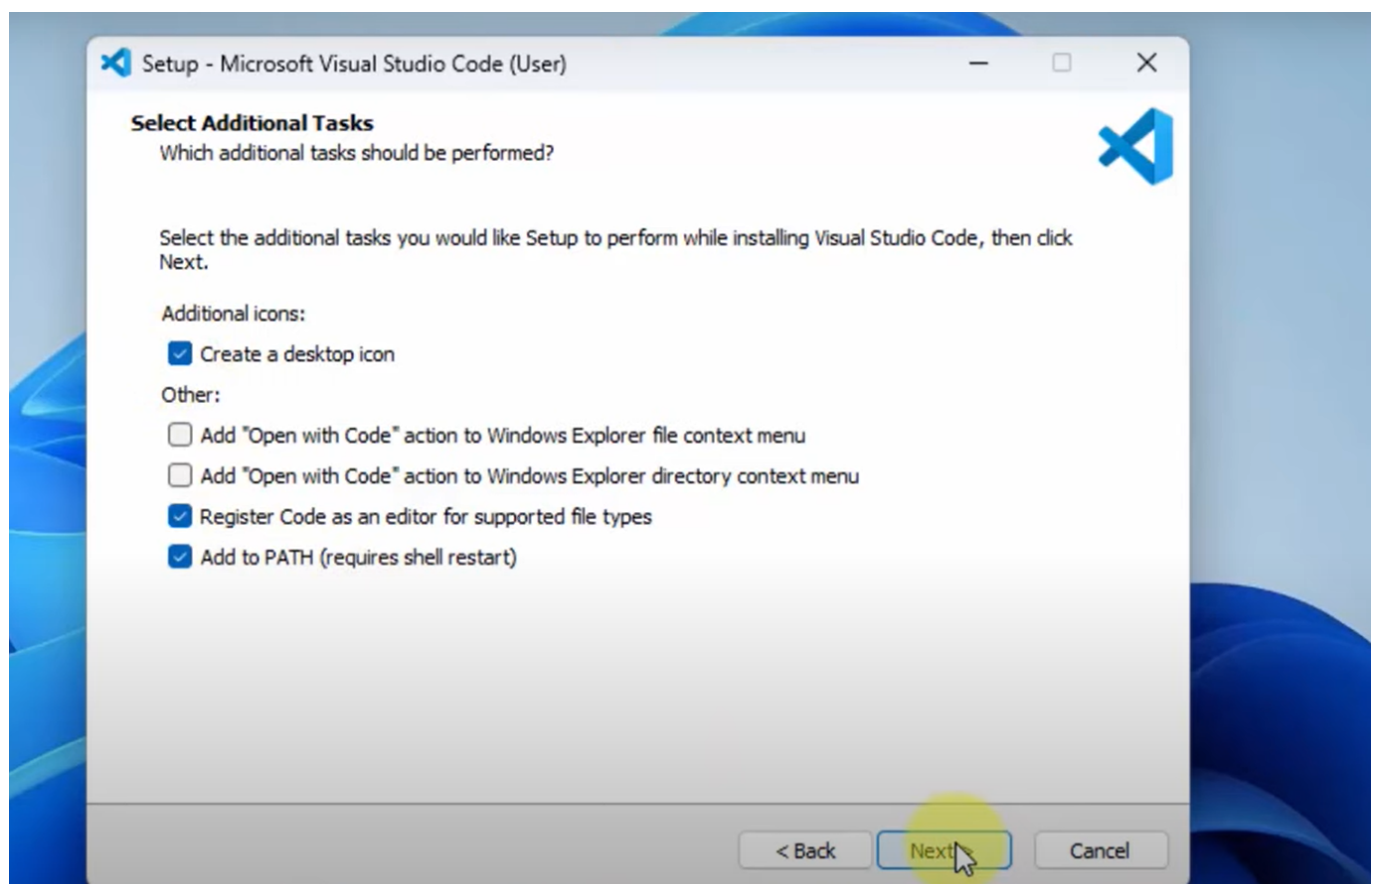 Setup - Microsoft Visual Studio Code (User)
Select Additional Tasks
Which additional tasks should be performed?
Select the additional tasks you would like Setup to perform while installing Visual Studio Code, then click
Next.
Additional icons:
Create a desktop icon
Other:
Add "Open with Code" action to Windows Explorer file context menu
Add "Open with Code" action to Windows Explorer directory context menu
Register Code as an editor for supported file types
Add to PATH (requires shell restart)
< Back Next > Cancel